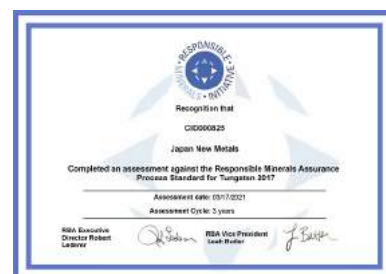 RESPONSIBLE MINERALS INITIATIVE
Recognition that
CID000825
Japan New Metals
Completed an assessment against the Responsible Minerals Assurance
Process Standard for Tungsten 2017
Assessment date: 03/17/2021
Assessment Cycle: 3 years
RBA Executive
Director Robert
Lederer
RBA Vice President
Leah Butler